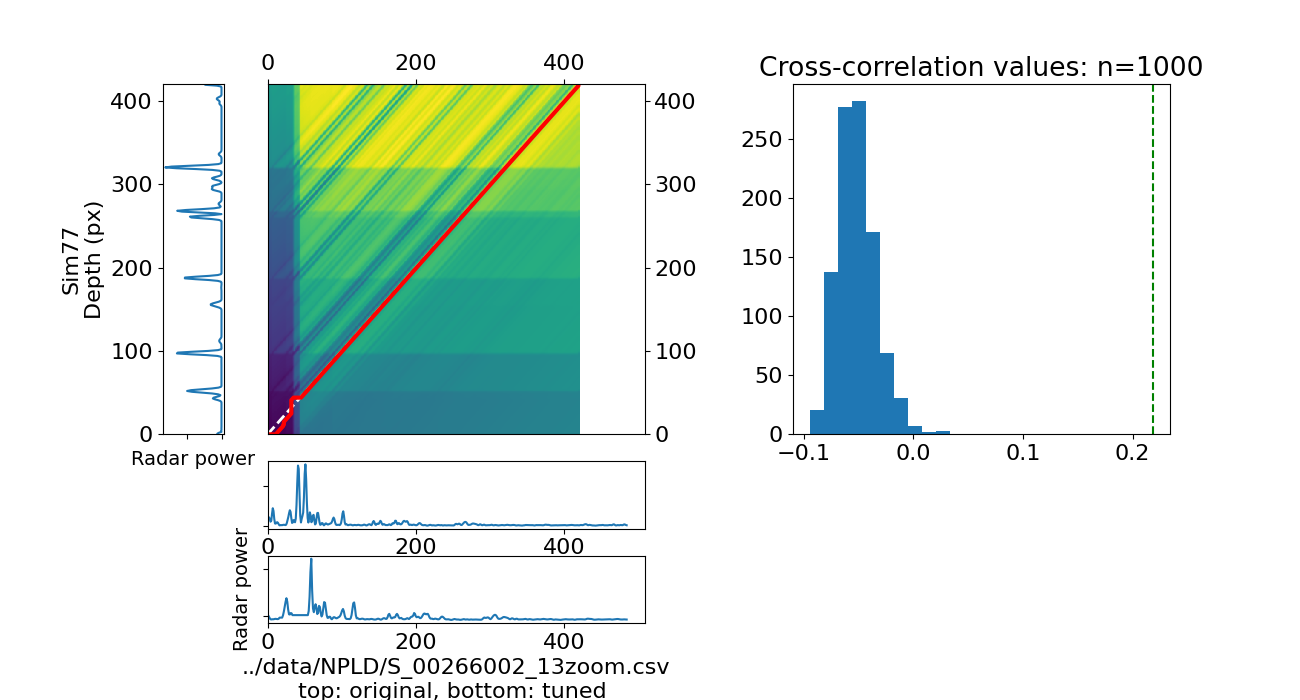 0 200 400
Cross-correlation values: n=1000
400
300
200
100
0
Sim77
Depth (px)
Radar power
400
300
200
100
0
250
200
150
100
50
0
−0.1 0.0 0.1 0.2
0 200 400
Radar power
0 200 400
../data/NPLD/S_00266002_13zoom.csv
top: original, bottom: tuned